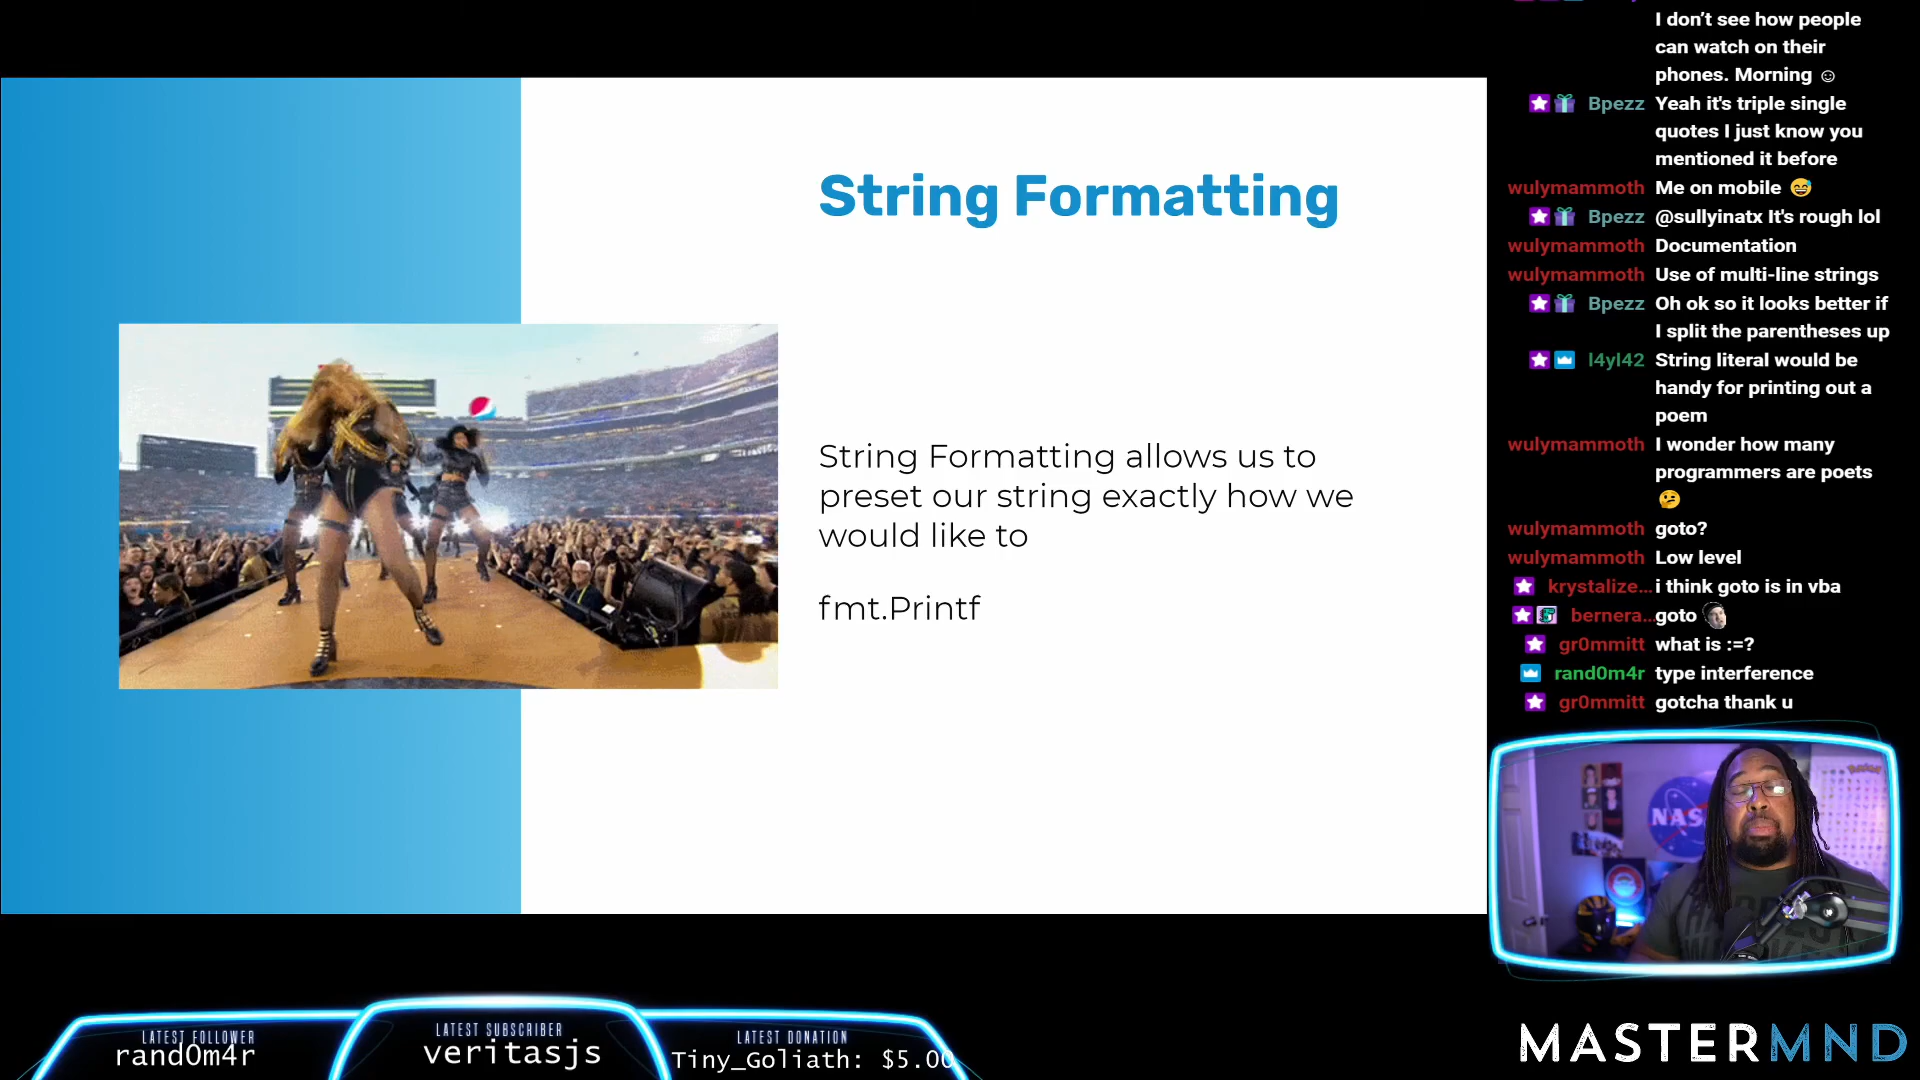 String Formatting
String Formatting allows us to
preset our string exactly how we
would like to
fmt.Printf
I don't see how people
can watch on their
phones. Morning ☺
Bpezz Yeah it's triple single
quotes I just know you
mentioned it before
wulymammoth Me on mobile 😅
Bpezz @sullyinatx It's rough lol
wulymammoth Documentation
wulymammoth Use of multi-line strings
Bpezz Oh ok so it looks better if
I split the parentheses up
l4yl42 String literal would be
handy for printing out a
poem
wulymammoth I wonder how many
programmers are poets
🤔
wulymammoth goto?
wulymammoth Low level
krystalize... i think goto is in vba
bernera... goto
gr0mmitt what is :=?
rand0m4r type interference
gr0mmitt gotcha thank u
NAS
LATEST FOLLOWER
rand0m4r
LATEST SUBSCRIBER
veritasjs
LATEST DONATION
Tiny_Goliath: $5.00
MASTERMND